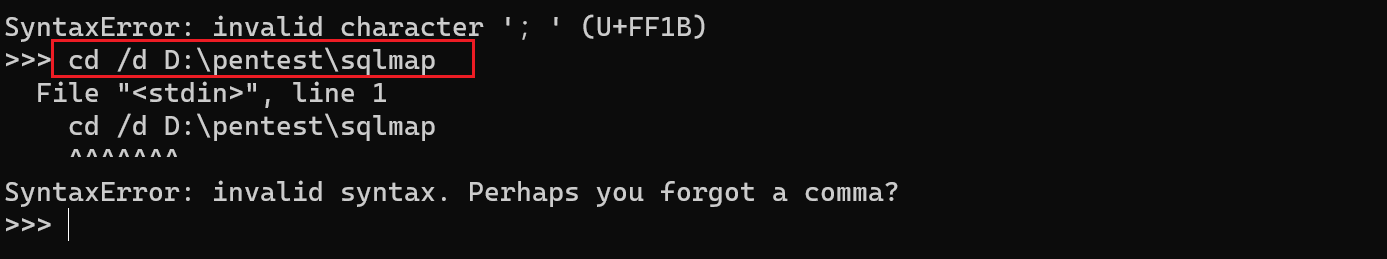 SyntaxError: invalid character '；' (U+FF1B)
>>> cd /d D:\pentest\sqlmap
  File "<stdin>", line 1
    cd /d D:\pentest\sqlmap
    ^^^^^^^
SyntaxError: invalid syntax. Perhaps you forgot a comma?
>>>